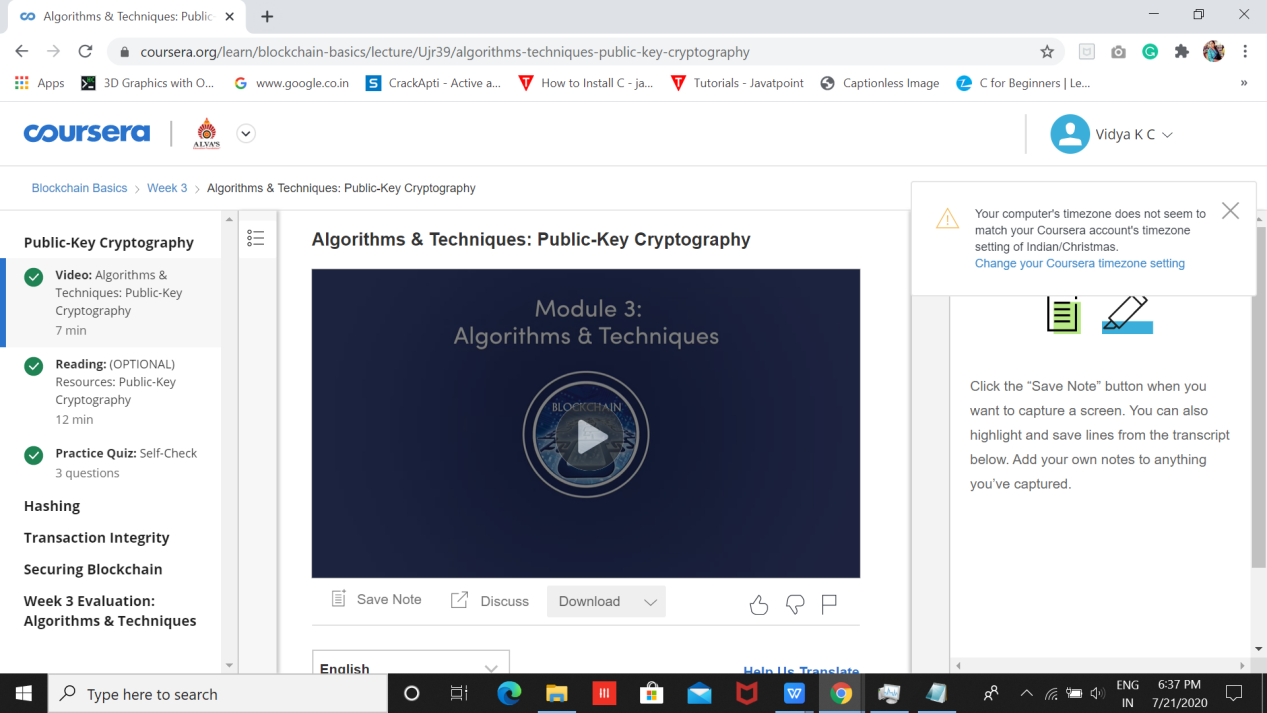 Algorithms & Techniques: Public-
coursera.org/learn/blockchain-basics/lecture/Ujr39/algorithms-techniques-public-key-cryptography
Apps 3D Graphics with O... www.google.co.in CrackApti - Active a... How to Install C - ja... Tutorials - Javatpoint Captionless Image C for Beginners | Le... »
coursera
ALVA'S
Vidya K C
Blockchain Basics > Week 3 > Algorithms & Techniques: Public-Key Cryptography
Your computer's timezone does not seem to
match your Coursera account's timezone
setting of Indian/Christmas.
Change your Coursera timezone setting
Public-Key Cryptography
Video: Algorithms &
Techniques: Public-Key
Cryptography
7 min
Reading: (OPTIONAL)
Resources: Public-Key
Cryptography
12 min
Practice Quiz: Self-Check
3 questions
Hashing
Transaction Integrity
Securing Blockchain
Week 3 Evaluation:
Algorithms & Techniques
Algorithms & Techniques: Public-Key Cryptography
Module 3:
Algorithms & Techniques
BLOCKCHAIN
Save Note Discuss Download
English
Help Us Translate
Click the “Save Note” button when you
want to capture a screen. You can also
highlight and save lines from the transcript
below. Add your own notes to anything
you’ve captured.
Type here to search
ENG
IN
6:37 PM
7/21/2020